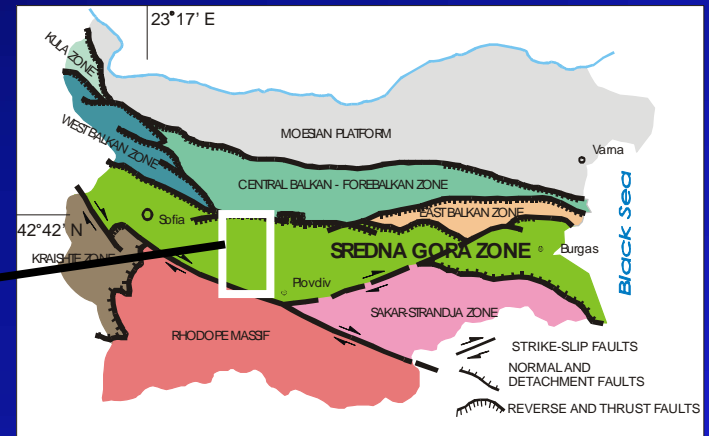 23°17' E
KULA ZONE
WEST BALKAN ZONE
MOESIAN PLATFORM
Varna
CENTRAL BALKAN - FOREBALKAN ZONE
EAST BALKAN ZONE
Sofia
42°42' N
KRAISHTE ZONE
SREDNA GORA ZONE
Burgas
Black Sea
Plovdiv
SAKAR-STRANDJA ZONE
RHODOPE MASSIF
STRIKE-SLIP FAULTS
NORMAL AND
DETACHMENT FAULTS
REVERSE AND THRUST FAULTS